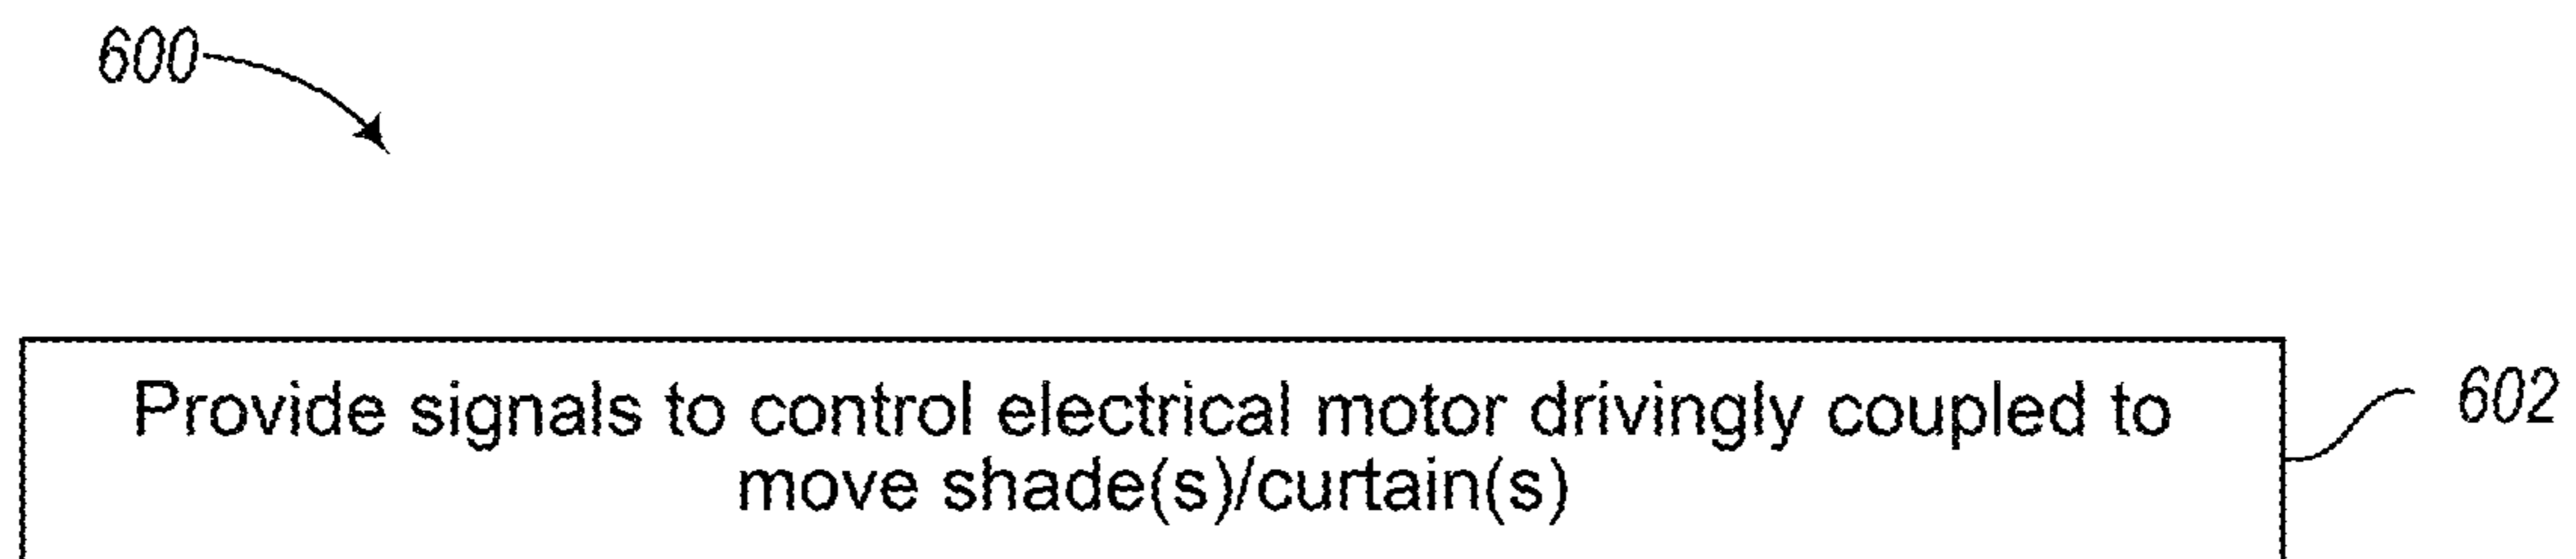 600
Provide signals to control electrical motor drivingly coupled to
move shade(s)/curtain(s)
602